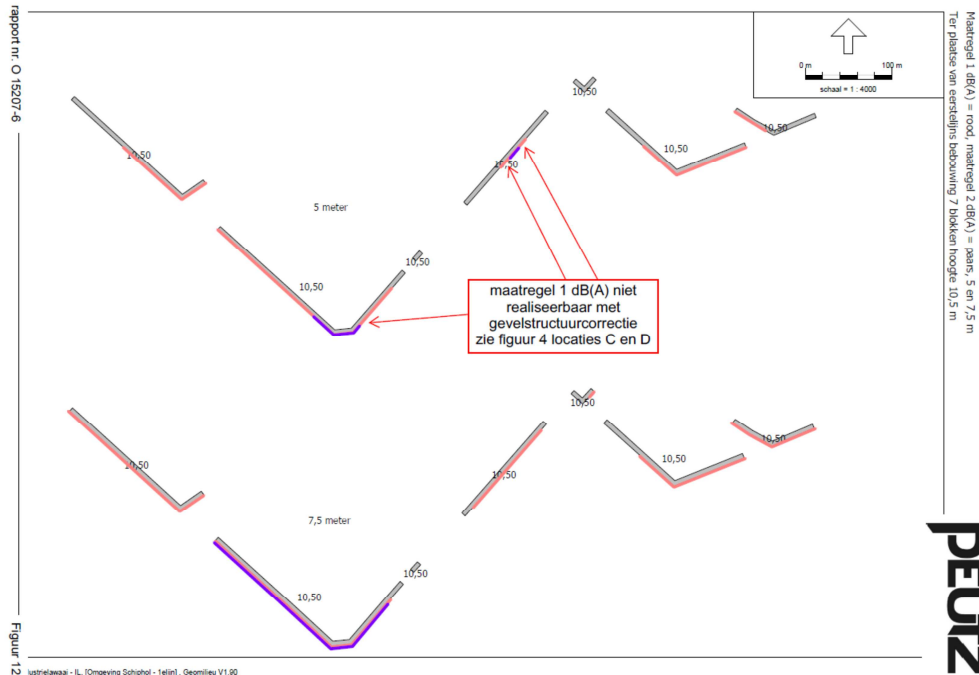 Maatregel 1 dB(A) = rood, maatregel 2 dB(A) = paars, 5 en 7,5 m
Ter plaatse van eerstelijns bebouwing 7 blokken hoogte 10,5 m
0 m 100 m
schaal = 1 : 4000
10,50
10,50
10,50
10,50
10,50
5 meter
10,50
10,50
maatregel 1 dB(A) niet
realiseerbaar met
gevelstructuurcorrectie
zie figuur 4 locaties C en D
10,50
10,50
10,50
10,50
10,50
7,5 meter
10,50
10,50
PEUTZ
rapport nr. O 15207-6
Figuur 12
lustrielawaai - IL, [Omgeving Schiphol - 1elijn] , Geomilieu V1.90